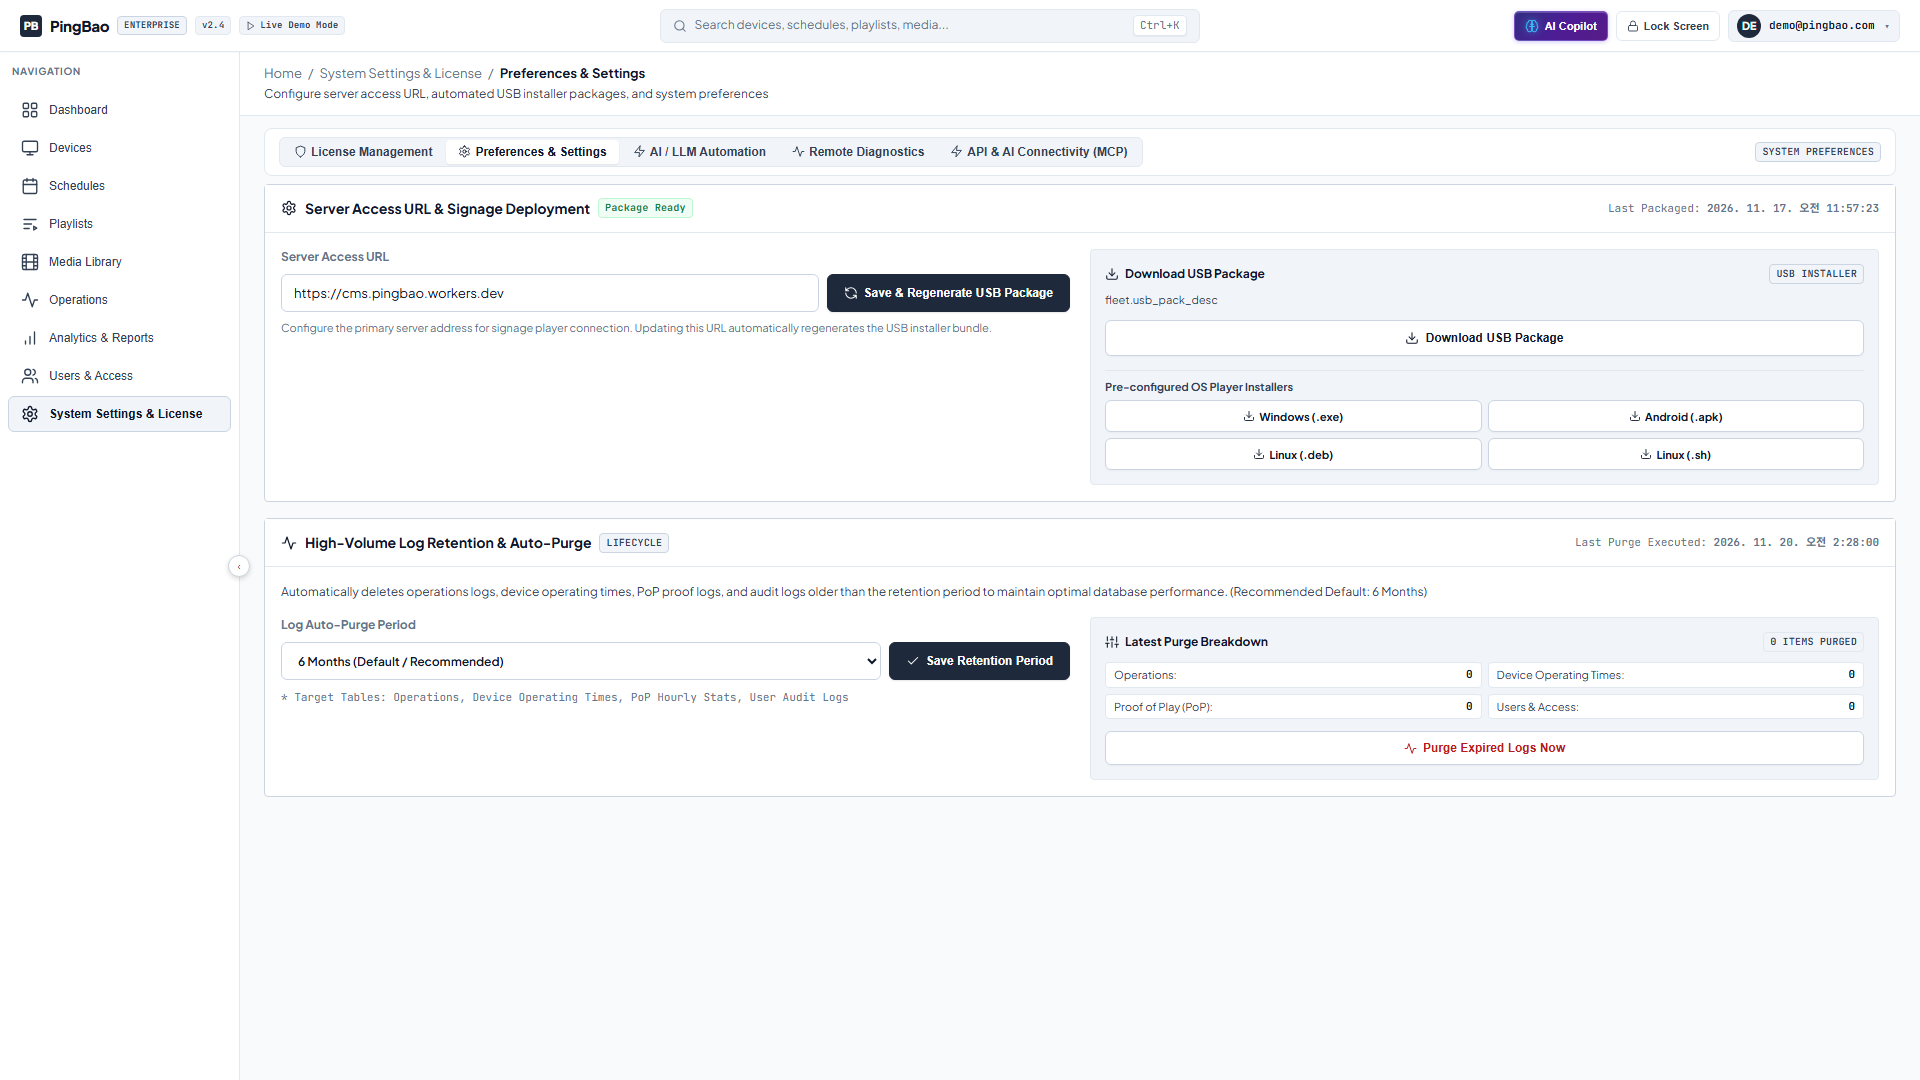 PB PingBao ENTERPRISE v2.4 Live Demo Mode
Search devices, schedules, playlists, media... Ctrl+K
AI Copilot Lock Screen DE demo@pingbao.com
NAVIGATION
Dashboard
Devices
Schedules
Playlists
Media Library
Operations
Analytics & Reports
Users & Access
System Settings & License
Home / System Settings & License / Preferences & Settings
Configure server access URL, automated USB installer packages, and system preferences
License Management Preferences & Settings AI / LLM Automation Remote Diagnostics API & AI Connectivity (MCP) SYSTEM PREFERENCES
Server Access URL & Signage Deployment Package Ready Last Packaged: 2026. 11. 17. 오전 11:57:23
Server Access URL
https://cms.pingbao.workers.dev Save & Regenerate USB Package
Configure the primary server address for signage player connection. Updating this URL automatically regenerates the USB installer bundle.
Download USB Package USB INSTALLER
fleet.usb_pack_desc
Download USB Package
Pre-configured OS Player Installers
Windows (.exe) Android (.apk)
Linux (.deb) Linux (.sh)
High-Volume Log Retention & Auto-Purge LIFECYCLE Last Purge Executed: 2026. 11. 20. 오전 2:28:00
Automatically deletes operations logs, device operating times, PoP proof logs, and audit logs older than the retention period to maintain optimal database performance. (Recommended Default: 6 Months)
Log Auto-Purge Period
6 Months (Default / Recommended) Save Retention Period
* Target Tables: Operations, Device Operating Times, PoP Hourly Stats, User Audit Logs
Latest Purge Breakdown 0 ITEMS PURGED
Operations: 0 Device Operating Times: 0
Proof of Play (PoP): 0 Users & Access: 0
Purge Expired Logs Now